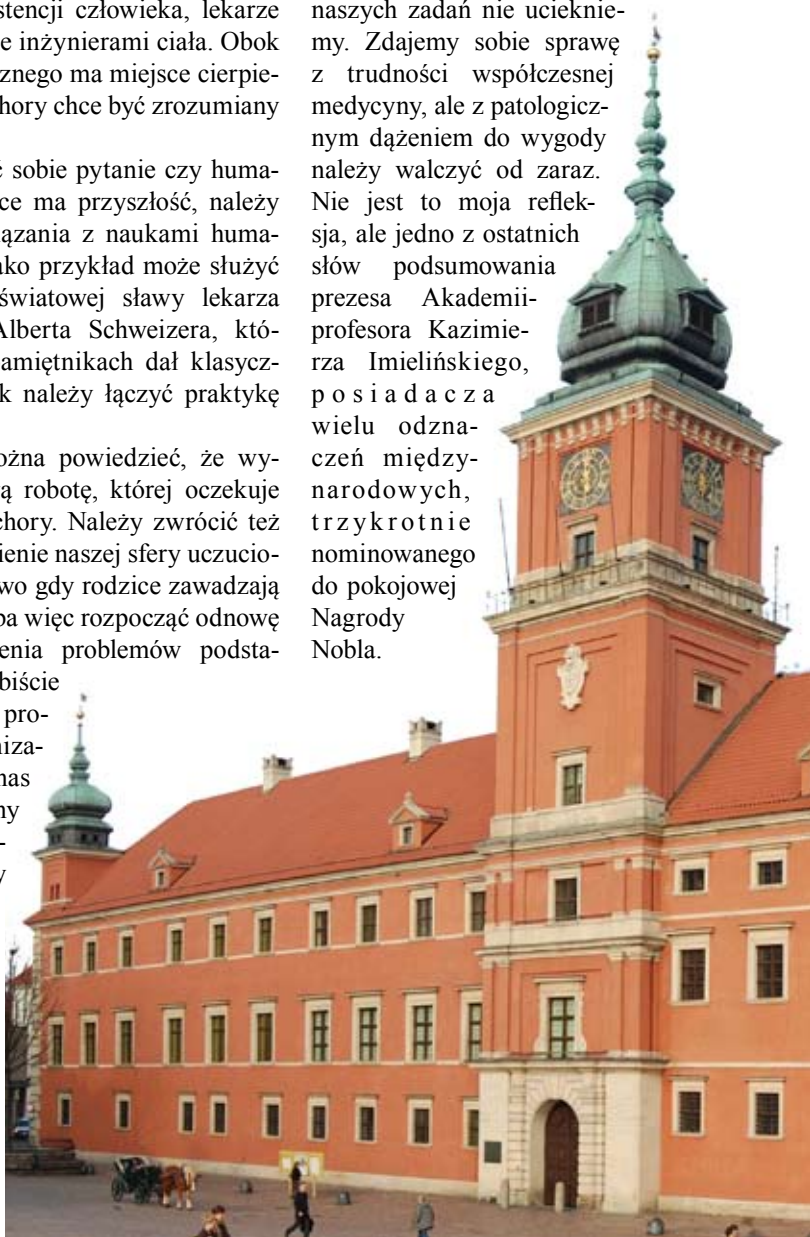 stencji człowieka, lekarze
e inżynierami ciała. Obok
znego ma miejsce cierpie-
hory chce być zrozumiany
ć sobie pytanie czy huma-
ce ma przyszłość, należy
iązania z naukami huma-
ako przykład może służyć
światowej sławy lekarza
Alberta Schweizera, któ-
amiętnikach dał klasycz-
k należy łączyć praktykę
ożna powiedzieć, że wy-
ą robotę, której oczekuje
chory. Należy zwrócić też
ienie naszej sfery uczucio-
wo gdy rodzice zawadzają
ba więc rozpocząć odnowę
enia problemów podsta-
biście
pro-
niza-
nas
ny
-
y
naszych zadań nie ucieknie-
my. Zdajemy sobie sprawę
z trudności współczesnej
medycyny, ale z patologicz-
nym dążeniem do wygody
należy walczyć od zaraz.
Nie jest to moja reflek-
sja, ale jedno z ostatnich
słów podsumowania
prezesa Akademii-
profesora Kazimie-
rza Imielińskiego,
posiadacza
wielu odzna-
czeń między-
narodowych,
trzykrotnie
nominowanego
do pokojowej
Nagrody
Nobla.